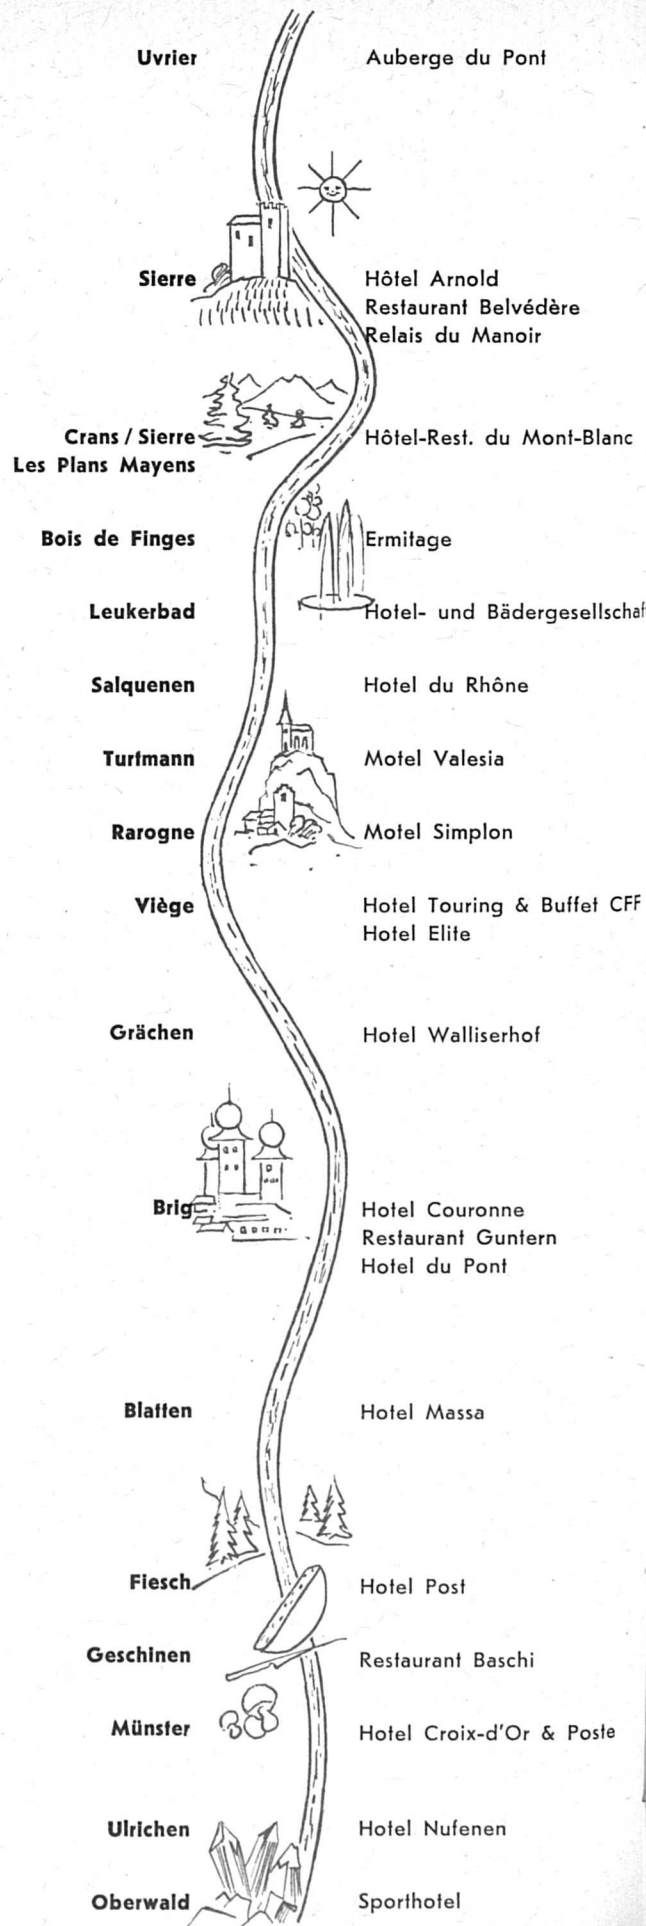 Uvrier Auberge du Pont
Sierre Hôtel Arnold
Restaurant Belvédère
Relais du Manoir
Crans / Sierre Hôtel-Rest. du Mont-Blanc
Les Plans Mayens
Bois de Finges Ermitage
Leukerbad Hotel- und Bädergesellschaft
Salquenen Hotel du Rhône
Turtmann Motel Valesia
Rarogne Motel Simplon
Viège Hotel Touring & Buffet CFF
Hotel Elite
Grächen Hotel Walliserhof
Brig Hotel Couronne
Restaurant Guntern
Hotel du Pont
Blatten Hotel Massa
Fiesch Hotel Post
Geschinen Restaurant Baschi
Münster Hotel Croix-d'Or & Poste
Ulrichen Hotel Nufenen
Oberwald Sporthotel